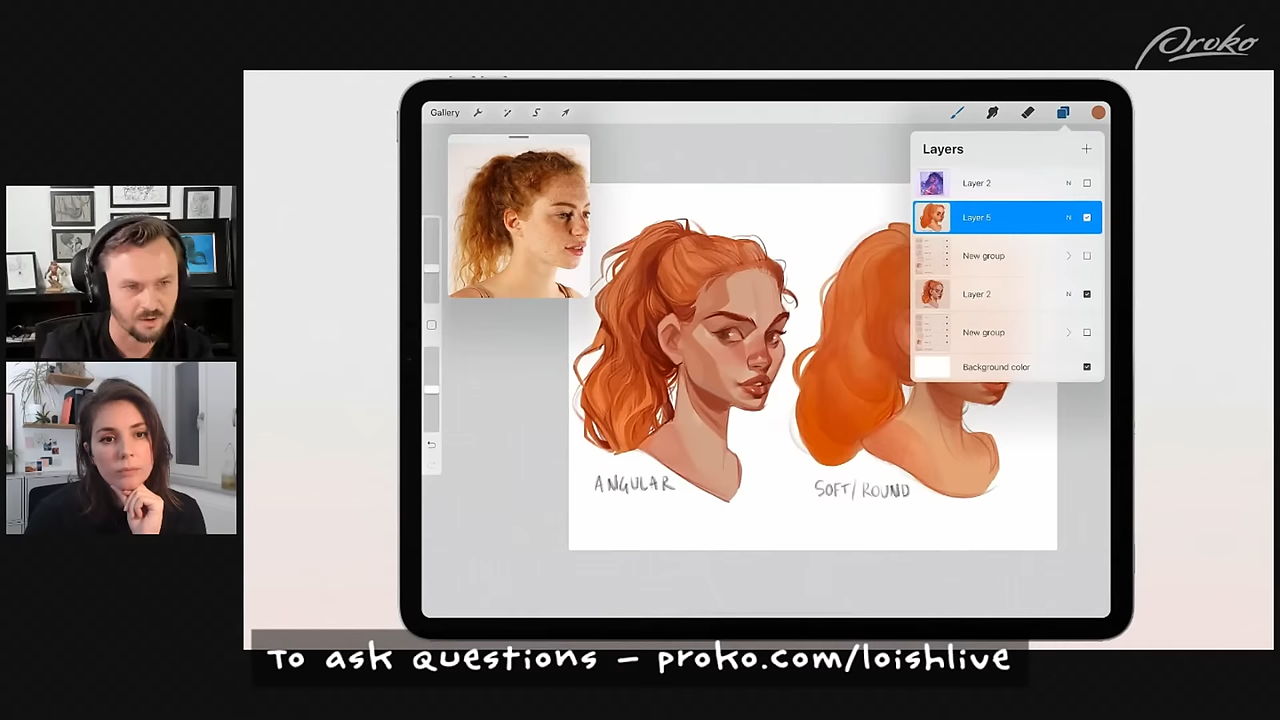 Proko
Gallery
Layers
Layer 2 N
Layer 5 N
New group
Layer 2 N
New group
Background color
ANGULAR
SOFT/ROUND
To ask questions – proko.com/loishlive